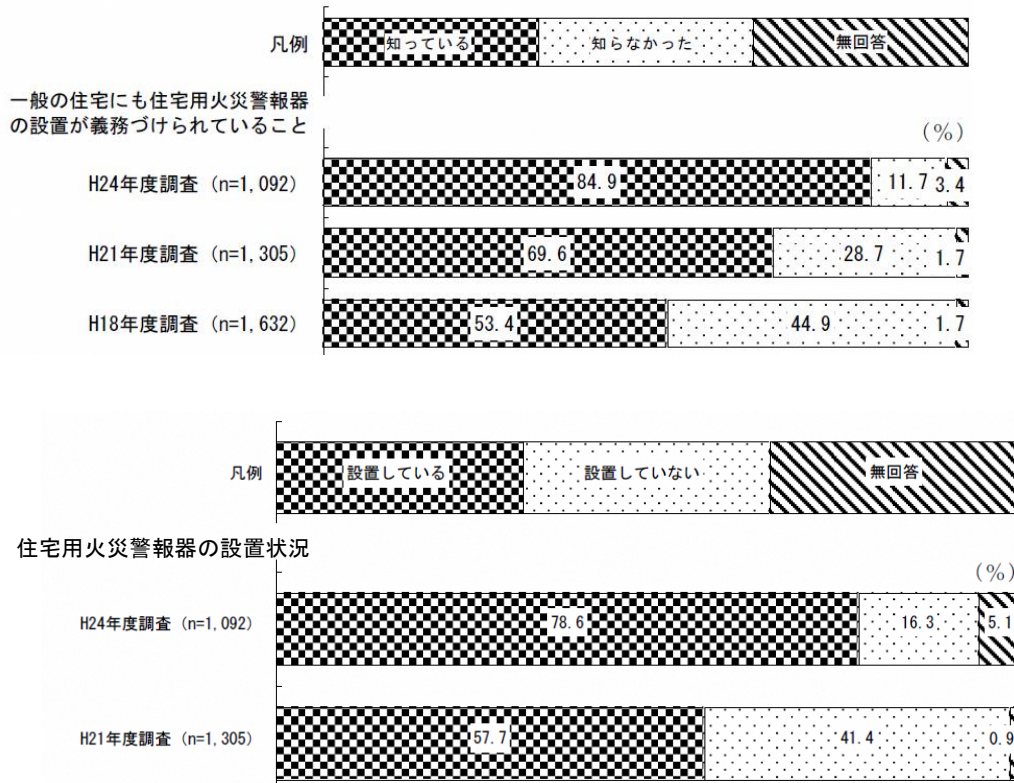 凡例
知っている
知らなかった
無回答
一般の住宅にも住宅用火災警報器
の設置が義務づけられていること
(%)
H24年度調査 (n=1,092)
84.9
11.7
3.4
H21年度調査 (n=1,305)
69.6
28.7
1.7
H18年度調査 (n=1,632)
53.4
44.9
1.7
凡例
設置している
設置していない
無回答
住宅用火災警報器の設置状況
(%)
H24年度調査 (n=1,092)
78.6
16.3
5.1
H21年度調査 (n=1,305)
57.7
41.4
0.9